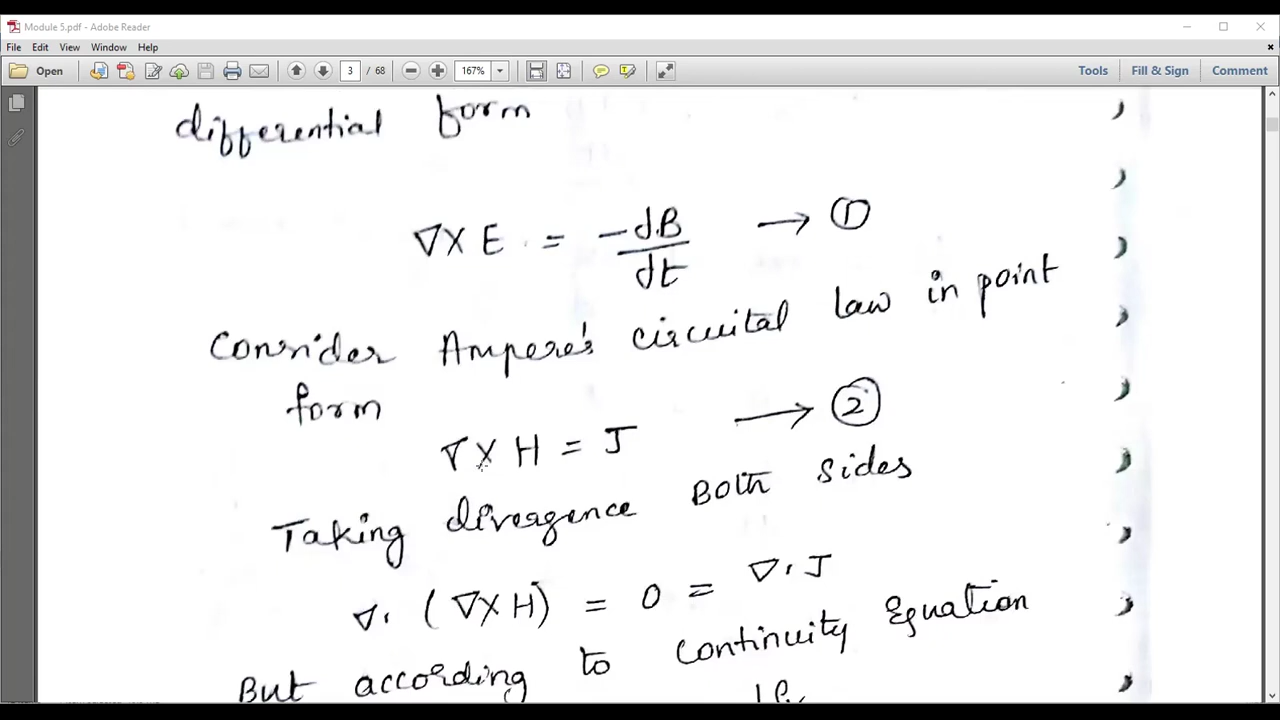 Module 5.pdf - Adobe Reader
File Edit View Window Help
Open 3 / 68 167% Tools Fill & Sign Comment
differential form
∇X E = -dB/dt → ①
Consider Ampere's circuital law in point
form
∇X H = J → ②
Taking divergence Both sides
∇. (∇X H) = 0 = ∇. J
But according to continuity Equation